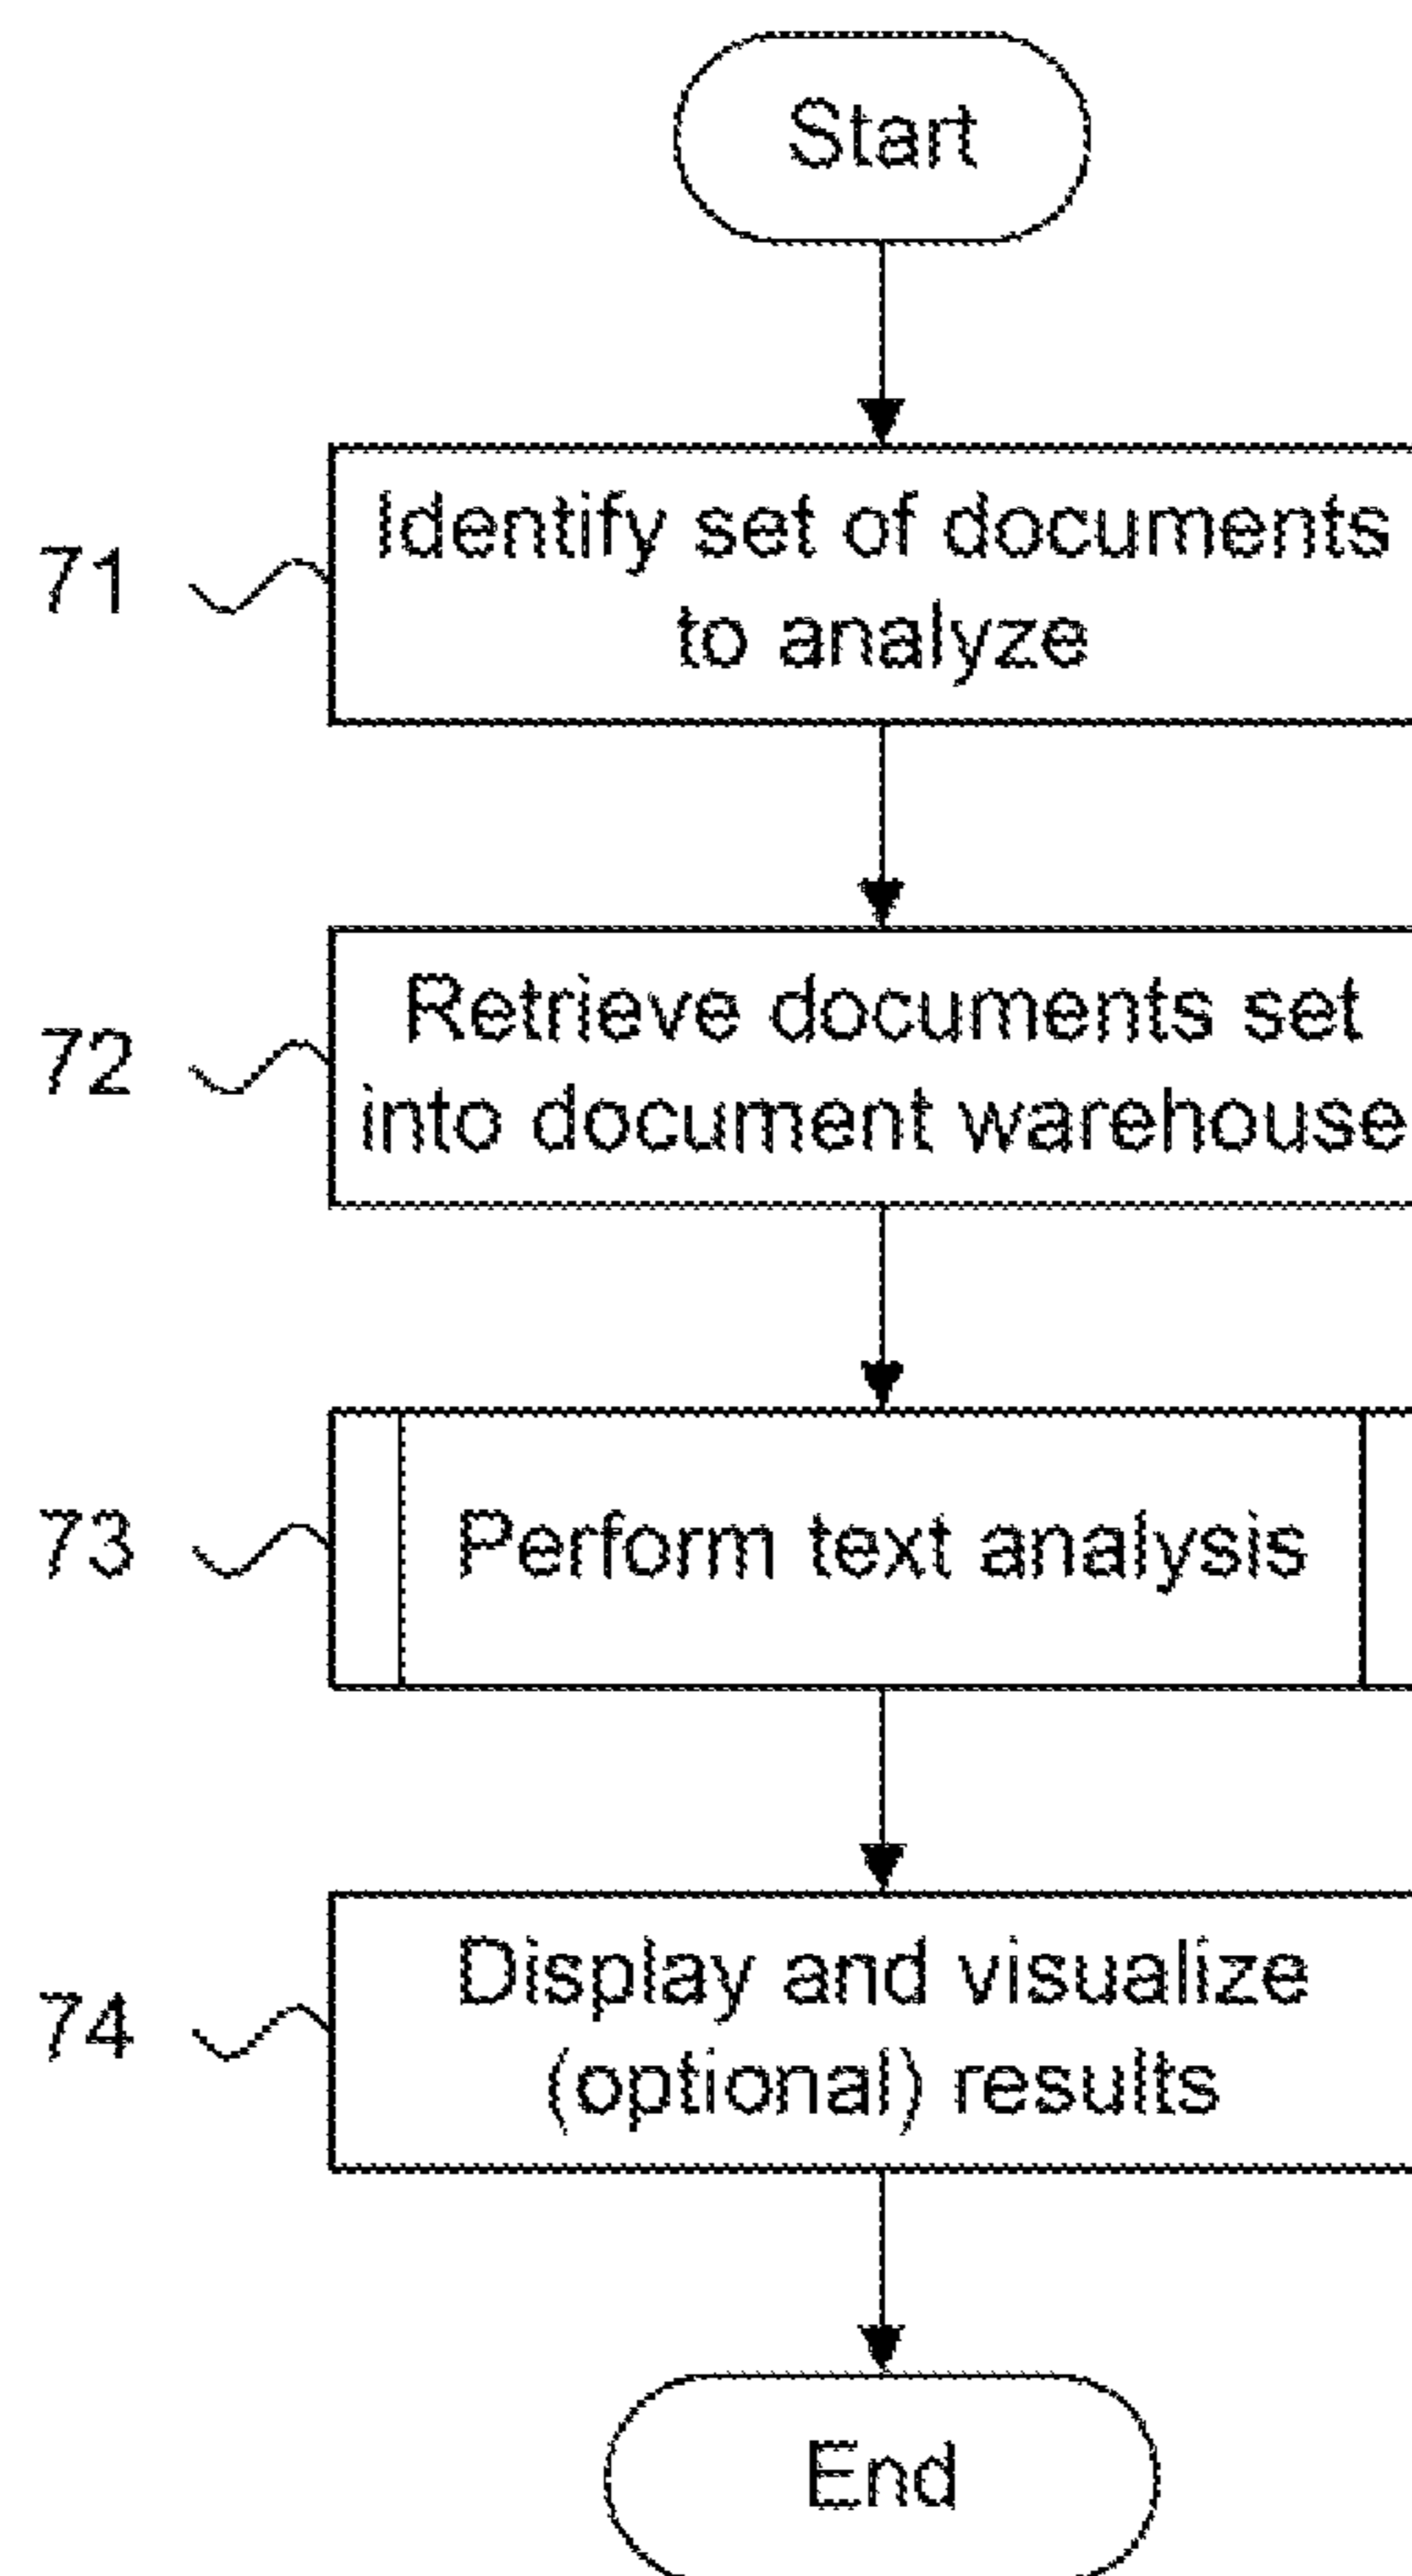 Start
71
Identify set of documents
to analyze
72
Retrieve documents set
into document warehouse
73
Perform text analysis
74
Display and visualize
(optional) results
End